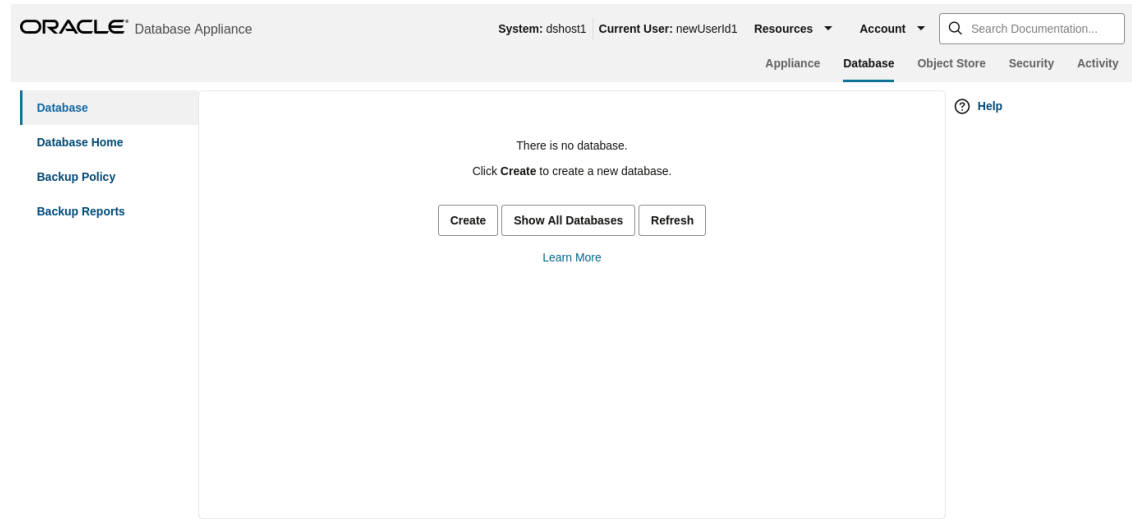 ORACLE® Database Appliance
System: dshost1 Current User: newUserId1 Resources Account Search Documentation...
Appliance Database Object Store Security Activity
Database
Database Home
Backup Policy
Backup Reports
There is no database.
Click Create to create a new database.
Create Show All Databases Refresh
Learn More
Help